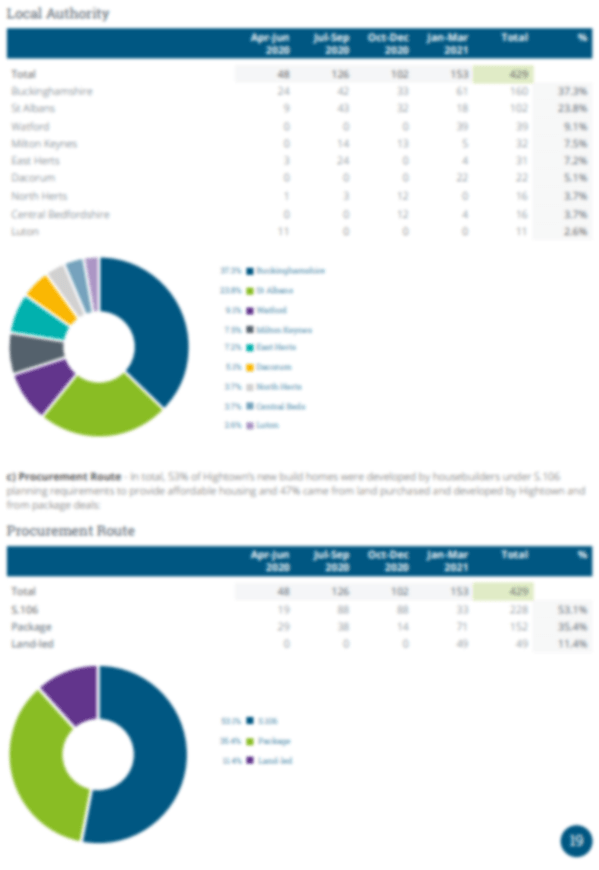 Local Authority
Apr-Jun 2020 Jul-Sep 2020 Oct-Dec 2020 Jan-Mar 2021 Total %
Total 48 126 102 153 429
Buckinghamshire 24 42 33 61 160 37.3%
St Albans 9 43 32 18 102 23.8%
Watford 0 0 0 39 39 9.1%
Milton Keynes 0 14 13 5 32 7.5%
East Herts 3 24 0 4 31 7.2%
Dacorum 0 0 0 22 22 5.1%
North Herts 1 3 12 0 16 3.7%
Central Bedfordshire 0 0 12 4 16 3.7%
Luton 11 0 0 0 11 2.6%
37.3% Buckinghamshire
23.8% St Albans
9.1% Watford
7.5% Milton Keynes
7.2% East Herts
5.1% Dacorum
3.7% North Herts
3.7% Central Beds
2.6% Luton
c) Procurement Route - In total, 53% of Hightown's new build homes were developed by housebuilders under S.106
planning requirements to provide affordable housing and 47% came from land purchased and developed by Hightown and
from package deals:
Procurement Route
Apr-Jun 2020 Jul-Sep 2020 Oct-Dec 2020 Jan-Mar 2021 Total %
Total 48 126 102 153 429
S.106 19 88 88 33 228 53.1%
Package 29 38 14 71 152 35.4%
Land-led 0 0 0 49 49 11.4%
53.1% S.106
35.4% Package
11.4% Land-led
19